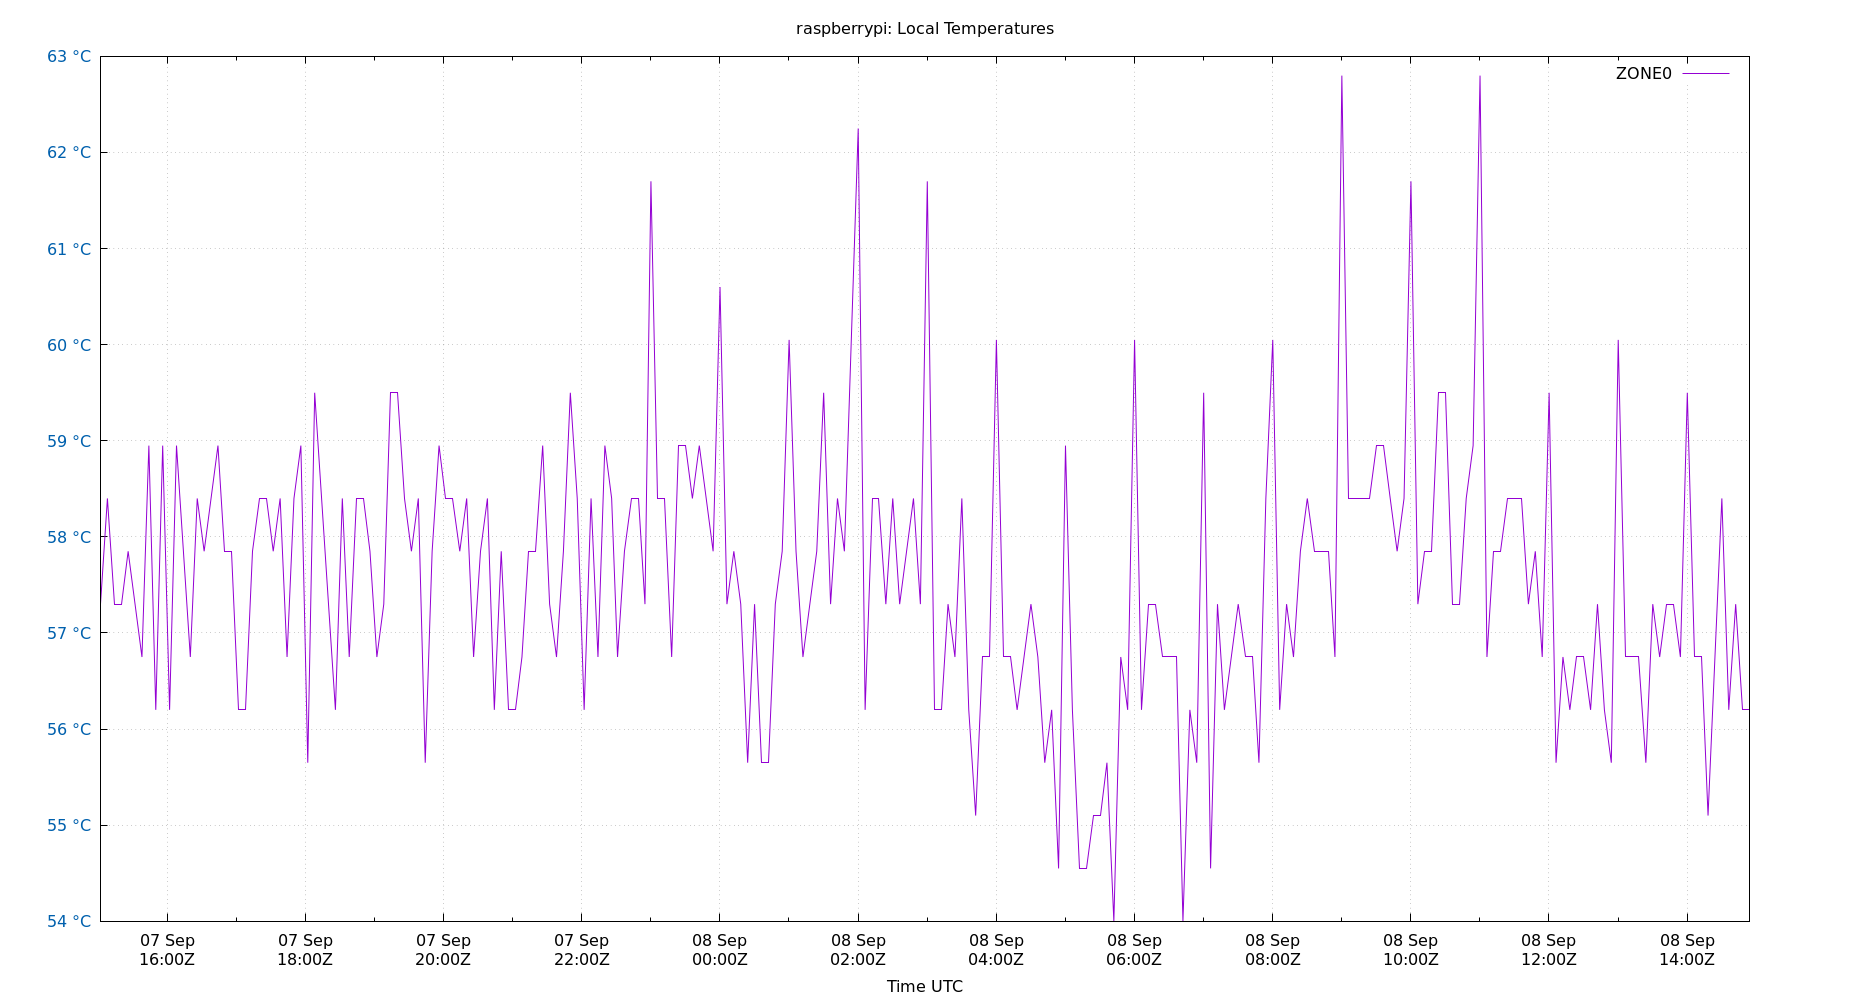 raspberrypi: Local Temperatures
63 °C
ZONE0
62 °C
61 °C
60 °C
59 °C
58 °C
57 °C
56 °C
55 °C
54 °C
07 Sep 07 Sep 07 Sep 07 Sep 08 Sep 08 Sep 08 Sep 08 Sep 08 Sep 08 Sep 08 Sep 08 Sep
16:00Z 18:00Z 20:00Z 22:00Z 00:00Z 02:00Z 04:00Z 06:00Z 08:00Z 10:00Z 12:00Z 14:00Z
Time UTC